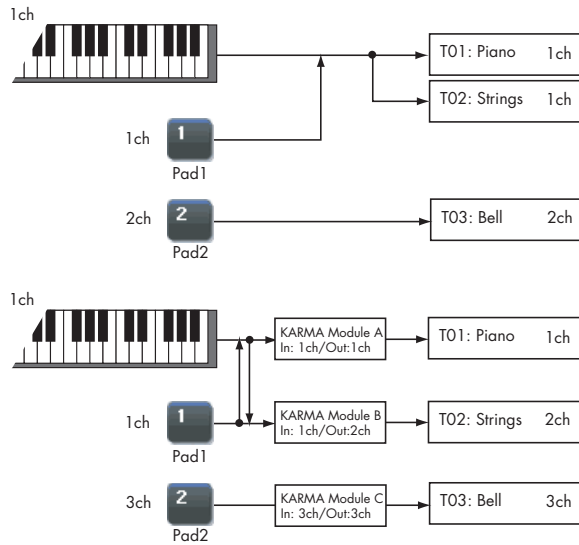 1ch
T01: Piano 1ch
T02: Strings 1ch
1ch 1
Pad1
2ch 2 T03: Bell 2ch
Pad2
1ch
KARMA Module A
In: 1ch/Out:1ch
T01: Piano 1ch
1ch 1
Pad1
KARMA Module B
In: 1ch/Out:2ch
T02: Strings 2ch
3ch 2
Pad2
KARMA Module C
In: 3ch/Out:3ch
T03: Bell 3ch